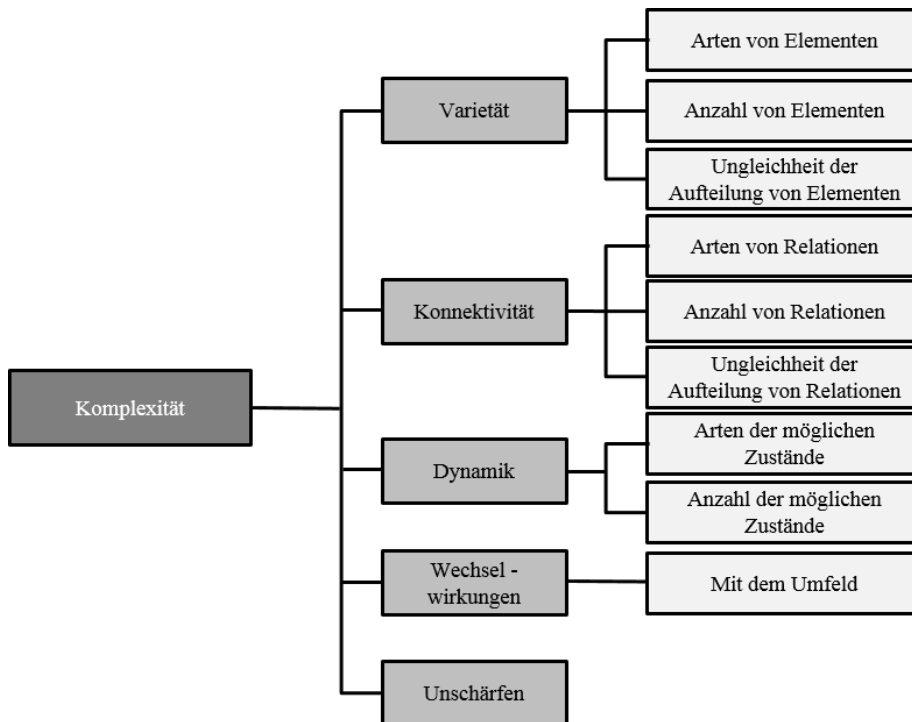 Komplexität
Varietät
Arten von Elementen
Anzahl von Elementen
Ungleichheit der
Aufteilung von Elementen
Konnektivität
Arten von Relationen
Anzahl von Relationen
Ungleichheit der
Aufteilung von Relationen
Dynamik
Arten der möglichen
Zustände
Anzahl der möglichen
Zustände
Wechsel -
wirkungen
Mit dem Umfeld
Unschärfen